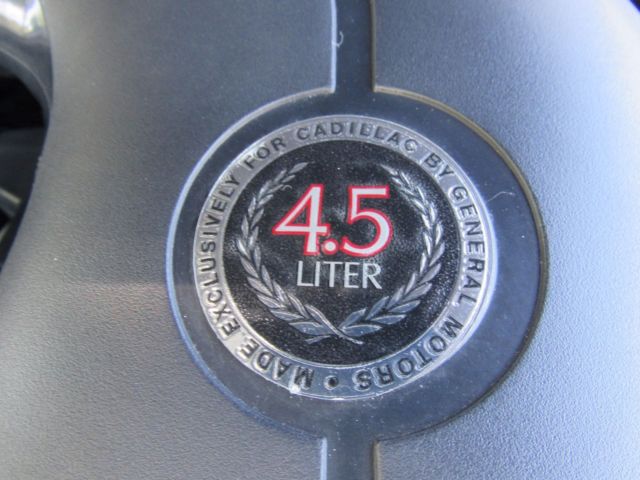 MADE EXCLUSIVELY FOR CADILLAC BY GENERAL MOTORS •
4.5
LITER